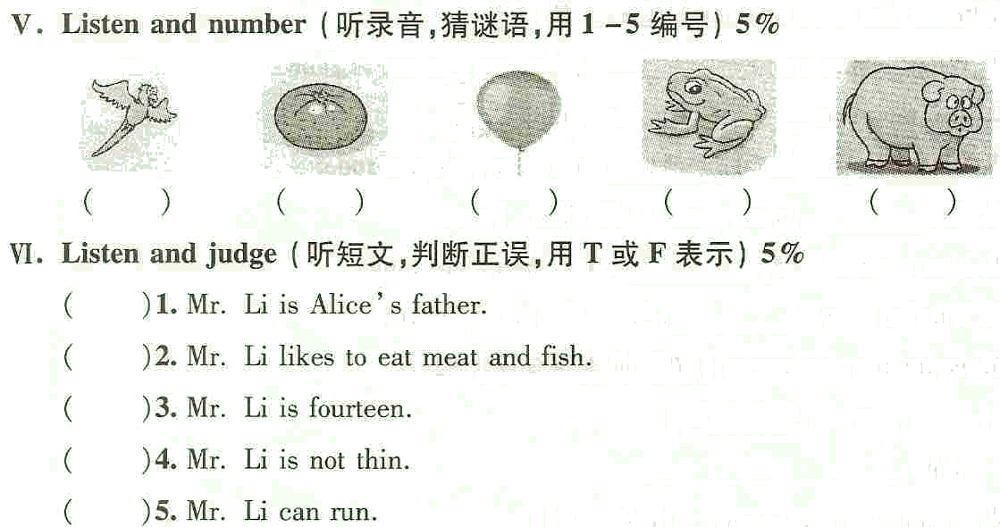 Ⅴ. Listen and number (听录音,猜谜语,用 1-5 编号) 5%
( ) ( ) ( ) ( ) ( )
Ⅵ. Listen and judge (听短文,判断正误,用 T 或 F 表示) 5%
( )1. Mr. Li is Alice's father.
( )2. Mr. Li likes to eat meat and fish.
( )3. Mr. Li is fourteen.
( )4. Mr. Li is not thin.
( )5. Mr. Li can run.